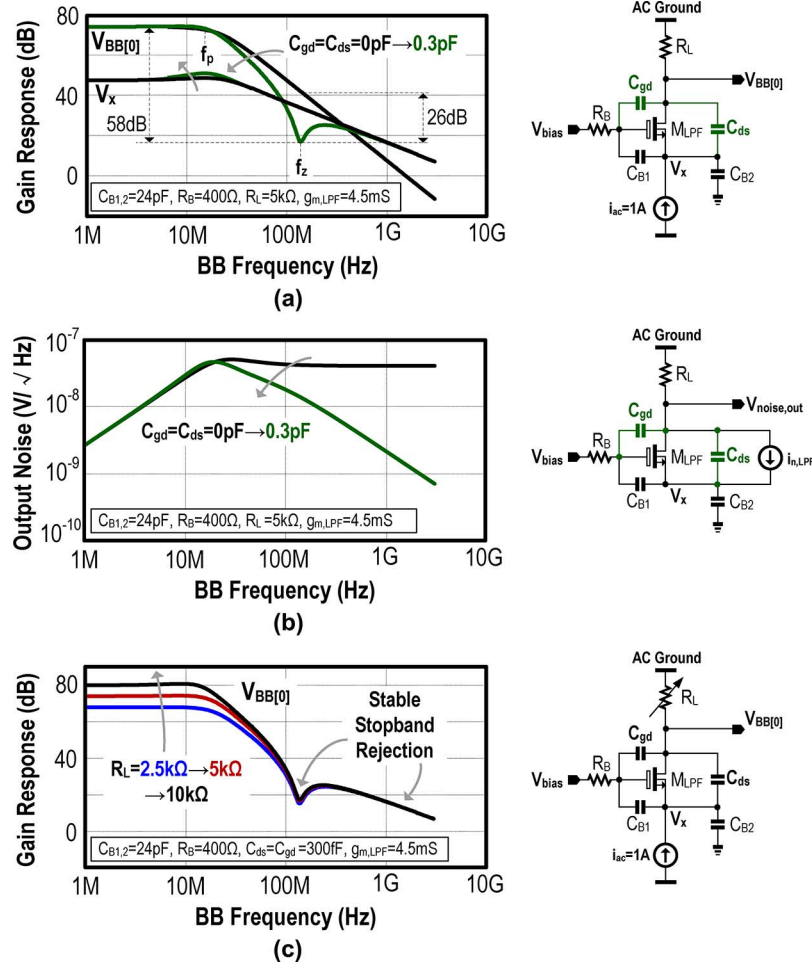 Gain Response (dB)
80
40
0
V_BB[0]
f_p
C_gd=C_ds=0pF→0.3pF
V_x
58dB
26dB
f_z
C_B1,2=24pF, R_B=400Ω, R_L=5kΩ, g_m,LPF=4.5mS
1M 10M 100M 1G 10G
BB Frequency (Hz)
(a)
AC Ground
R_L
C_gd
V_BB[0]
V_bias
R_B
M_LPF
C_ds
C_B1
V_x
C_B2
i_ac=1A
Output Noise (V/√Hz)
10^-7
10^-8
10^-9
10^-10
C_gd=C_ds=0pF→0.3pF
C_B1,2=24pF, R_B=400Ω, R_L=5kΩ, g_m,LPF=4.5mS
1M 10M 100M 1G 10G
BB Frequency (Hz)
(b)
AC Ground
R_L
C_gd
V_noise,out
V_bias
R_B
M_LPF
C_ds
i_n,LPF
C_B1
V_x
C_B2
Gain Response (dB)
80
40
0
V_BB[0]
Stable
Stopband
Rejection
R_L=2.5kΩ→5kΩ
→10kΩ
C_B1,2=24pF, R_B=400Ω, C_ds=C_gd=300fF, g_m,LPF=4.5mS
1M 10M 100M 1G 10G
BB Frequency (Hz)
(c)
AC Ground
R_L
C_gd
V_BB[0]
V_bias
R_B
M_LPF
C_ds
C_B1
V_x
C_B2
i_ac=1A